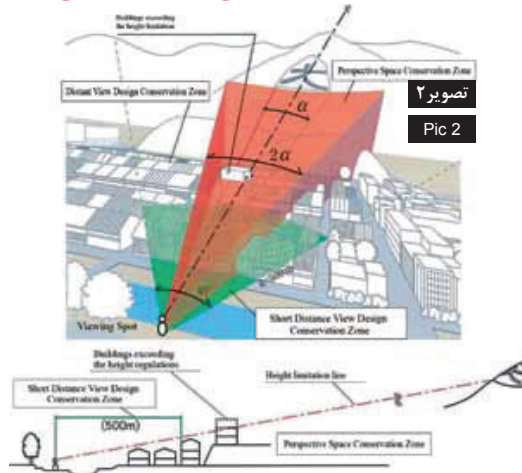 Buildings exceeding
the height limitation
Perspective Space Conservation Zone
تصویر۲
Pic 2
Distant View Design Conservation Zone
α
2α
Short Distance View Design
Conservation Zone
Viewing Spot
Buildings exceeding
the height regulations
Height limitation line
Short Distance View Design
Conservation Zone
(500m)
Perspective Space Conservation Zone